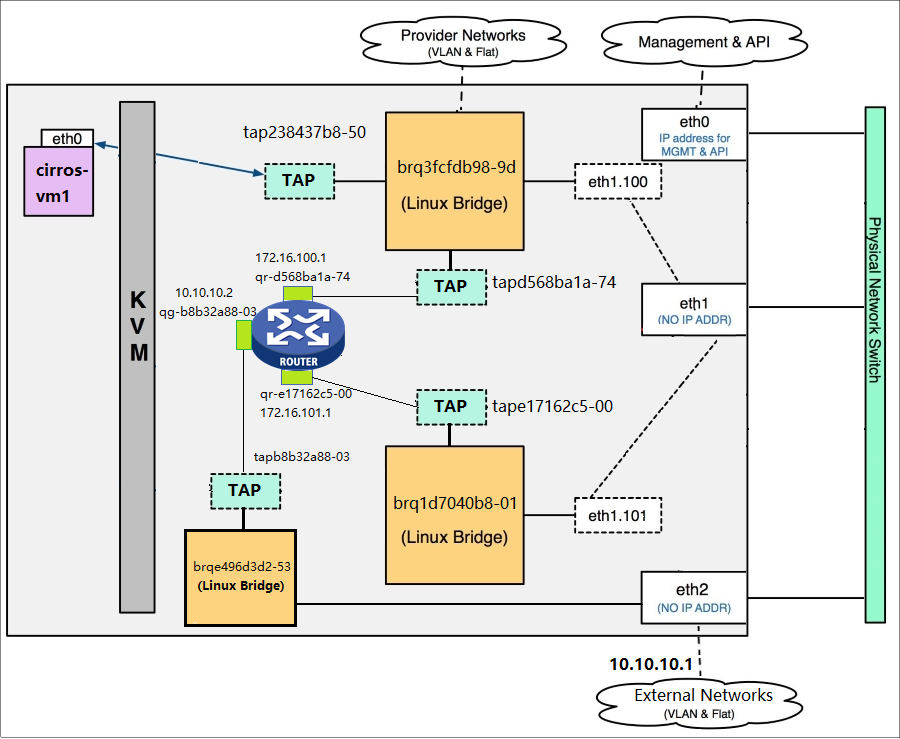 Provider Networks
(VLAN & Flat)
Management & API
eth0
cirros-
vm1
KVM
tap238437b8-50
TAP
brq3fcfdb98-9d
(Linux Bridge)
eth1.100
eth0
IP address for
MGMT & API
172.16.100.1
qr-d568ba1a-74
TAP
tapd568ba1a-74
10.10.10.2
qg-b8b32a88-03
ROUTER
eth1
(NO IP ADDR)
Physical Network Switch
qr-e17162c5-00
172.16.101.1
TAP
tape17162c5-00
tapb8b32a88-03
TAP
brq1d7040b8-01
(Linux Bridge)
eth1.101
brqe496d3d2-53
(Linux Bridge)
eth2
(NO IP ADDR)
10.10.10.1
External Networks
(VLAN & Flat)